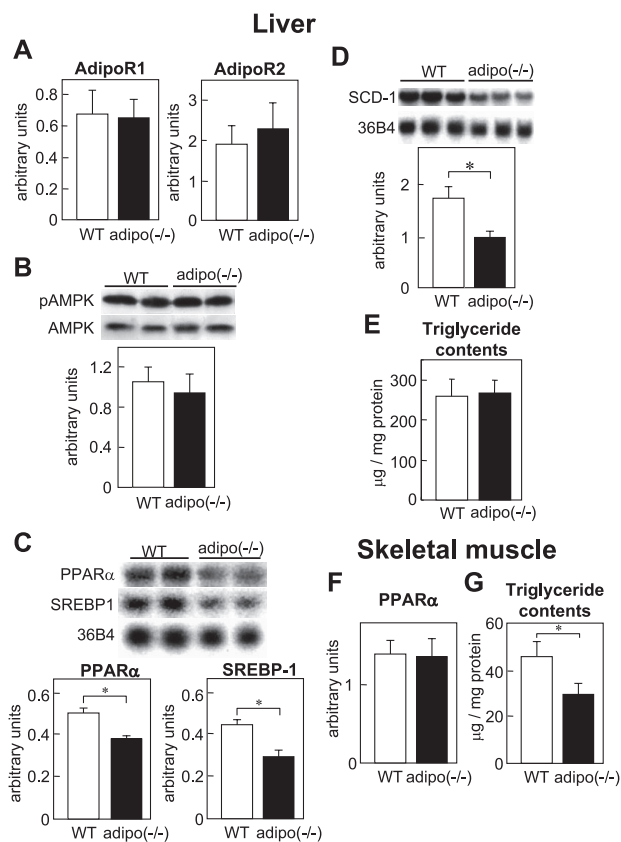 Liver
A
AdipoR1
AdipoR2
arbitrary units
0.8
0.6
0.4
0.2
0
WT adipo(-/-)
arbitrary units
3
2
1
0
WT adipo(-/-)
B
WT adipo(-/-)
pAMPK
AMPK
arbitrary units
1.2
0.8
0.4
0
WT adipo(-/-)
C
WT adipo(-/-)
PPARα
SREBP1
36B4
PPARα
arbitrary units
0.6
0.4
0.2
0
*
WT adipo(-/-)
SREBP-1
arbitrary units
0.6
0.4
0.2
0
*
WT adipo(-/-)
D
WT adipo(-/-)
SCD-1
36B4
arbitrary units
2
1
0
*
WT adipo(-/-)
E
Triglyceride
contents
μg / mg protein
300
200
100
0
WT adipo(-/-)
Skeletal muscle
F
PPARα
arbitrary units
1
0
WT adipo(-/-)
G
Triglyceride
contents
μg / mg protein
60
40
20
0
*
WT adipo(-/-)